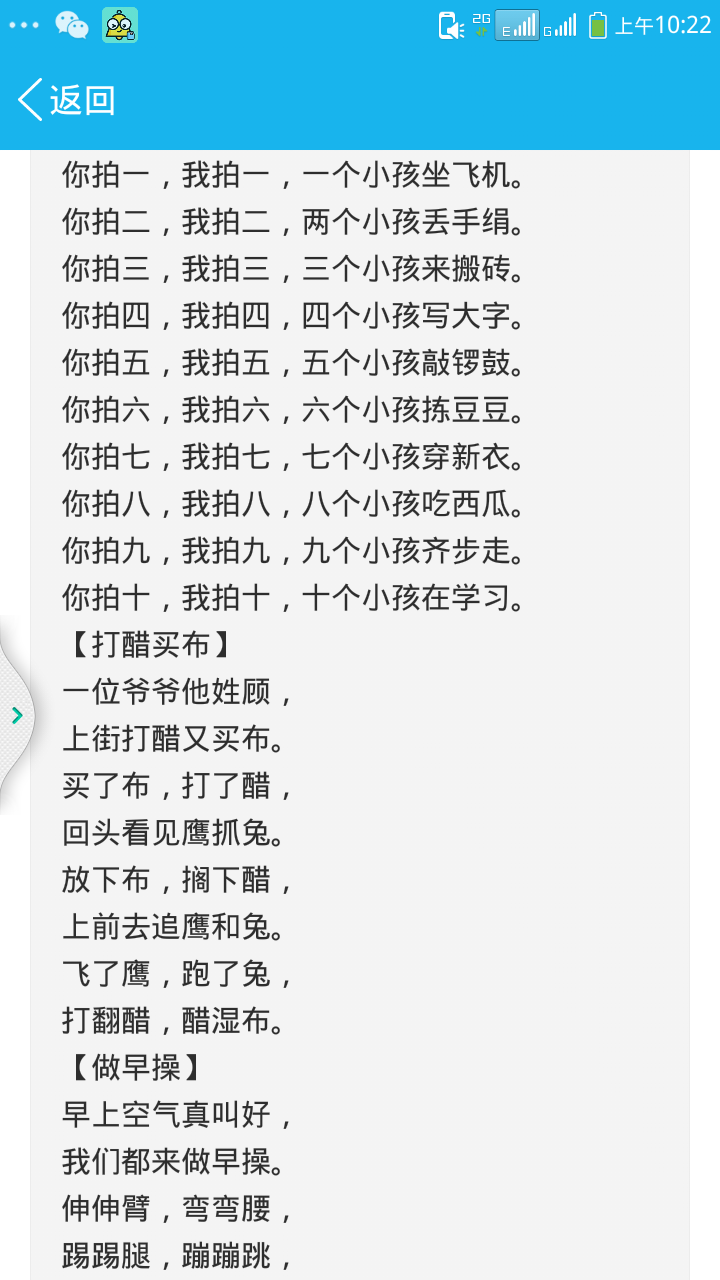 2G
E
G
上午10:22
返回
你拍一，我拍一，一个小孩坐飞机。
你拍二，我拍二，两个小孩丢手绢。
你拍三，我拍三，三个小孩来搬砖。
你拍四，我拍四，四个小孩写大字。
你拍五，我拍五，五个小孩敲锣鼓。
你拍六，我拍六，六个小孩拣豆豆。
你拍七，我拍七，七个小孩穿新衣。
你拍八，我拍八，八个小孩吃西瓜。
你拍九，我拍九，九个小孩齐步走。
你拍十，我拍十，十个小孩在学习。
【打醋买布】
一位爷爷他姓顾，
上街打醋又买布。
买了布，打了醋，
回头看见鹰抓兔。
放下布，搁下醋，
上前去追鹰和兔。
飞了鹰，跑了兔，
打翻醋，醋湿布。
【做早操】
早上空气真叫好，
我们都来做早操。
伸伸臂，弯弯腰，
踢踢腿，蹦蹦跳，